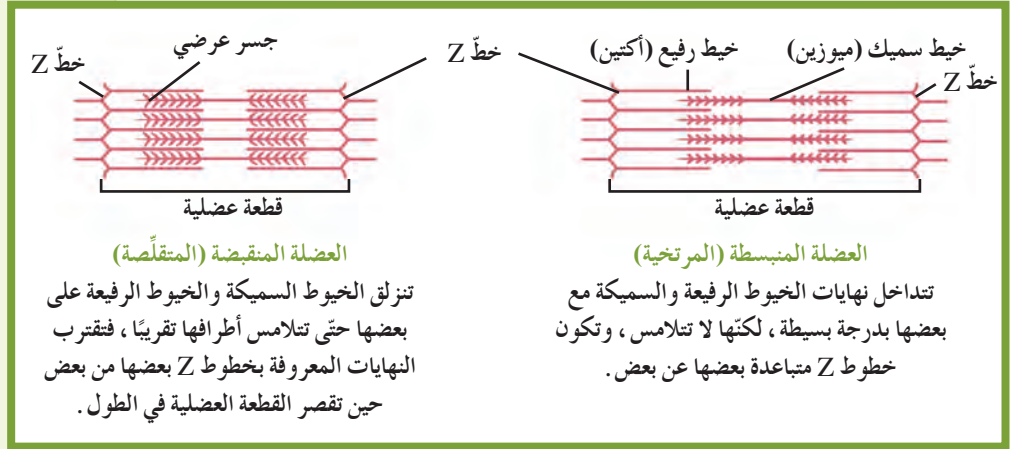 خيط سميك (ميوزين)
خيط رفيع (أكتين)
خطّ Z
خطّ Z
قطعة عضلية
العضلة المنبسطة (المرتخية)
تتداخل نهايات الخيوط الرفيعة والسميكة مع
بعضها بدرجة بسيطة ، لكنّها لا تتلامس ، وتكون
خطوط Z متباعدة بعضها عن بعض .
جسر عرضي
خطّ Z
قطعة عضلية
العضلة المنقبضة (المتقلِّصة)
تنزلق الخيوط السميكة والخيوط الرفيعة على
بعضها حتّى تتلامس أطرافها تقريبًا ، فتقترب
النهايات المعروفة بخطوط Z بعضها من بعض
حين تقصر القطعة العضلية في الطول .